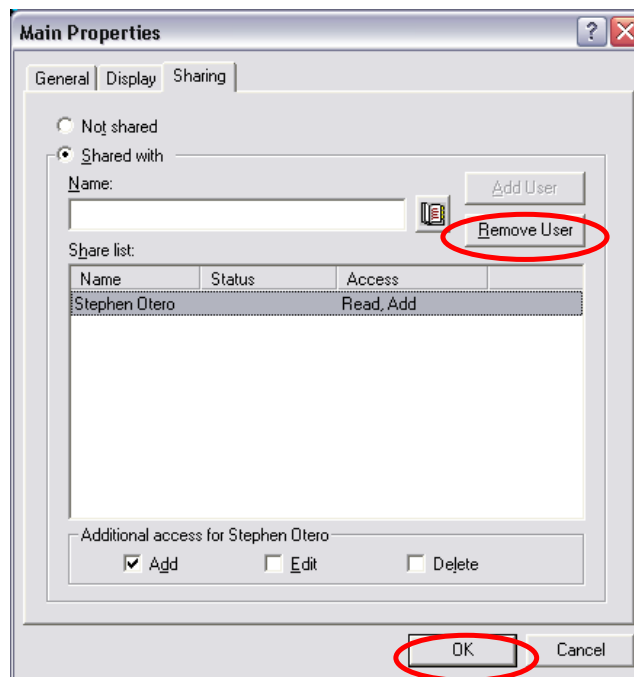 Main Properties
General Display Sharing
Not shared
Shared with
Name:
Add User
Remove User
Share list:
Name Status Access
Stephen Otero Read, Add
Additional access for Stephen Otero
Add Edit Delete
OK Cancel